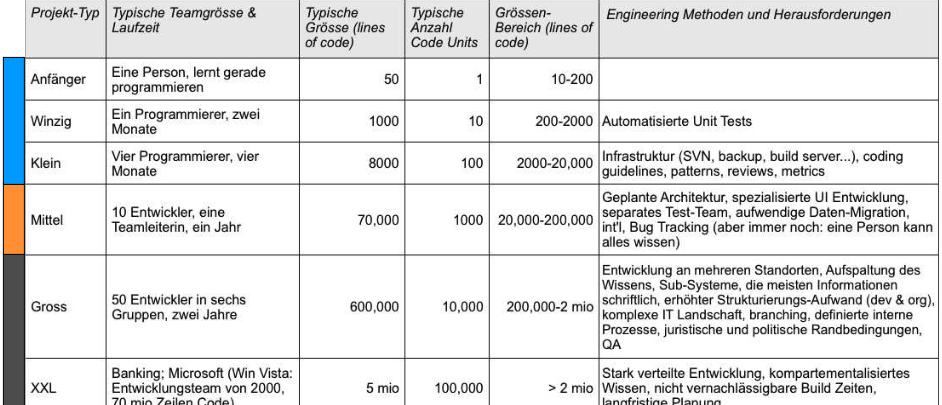 Projekt-Typ
Typische Teamgrösse &
Laufzeit
Typische
Grösse (lines
of code)
Typische
Anzahl
Code Units
Grössen-
Bereich (lines of
code)
Engineering Methoden und Herausforderungen
Anfänger
Eine Person, lernt gerade
programmieren
50
1
10-200
Winzig
Ein Programmierer, zwei
Monate
1000
10
200-2000
Automatisierte Unit Tests
Klein
Vier Programmierer, vier
Monate
8000
100
2000-20,000
Infrastruktur (SVN, backup, build server...), coding
guidelines, patterns, reviews, metrics
Mittel
10 Entwickler, eine
Teamleiterin, ein Jahr
70,000
1000
20,000-200,000
Geplante Architektur, spezialisierte UI Entwicklung,
separates Test-Team, aufwendige Daten-Migration,
int'l, Bug Tracking (aber immer noch: eine Person kann
alles wissen)
Gross
50 Entwickler in sechs
Gruppen, zwei Jahre
600,000
10,000
200,000-2 mio
Entwicklung an mehreren Standorten, Aufspaltung des
Wissens, Sub-Systeme, die meisten Informationen
schriftlich, erhöhter Strukturierungs-Aufwand (dev & org),
komplexe IT Landschaft, branching, definierte interne
Prozesse, juristische und politische Randbedingungen,
QA
XXL
Banking; Microsoft (Win Vista:
Entwicklungsteam von 2000,
70 mio Zeilen Code)
5 mio
100,000
> 2 mio
Stark verteilte Entwicklung, kompartementalisiertes
Wissen, nicht vernachlässigbare Build Zeiten,
langfristige Planung